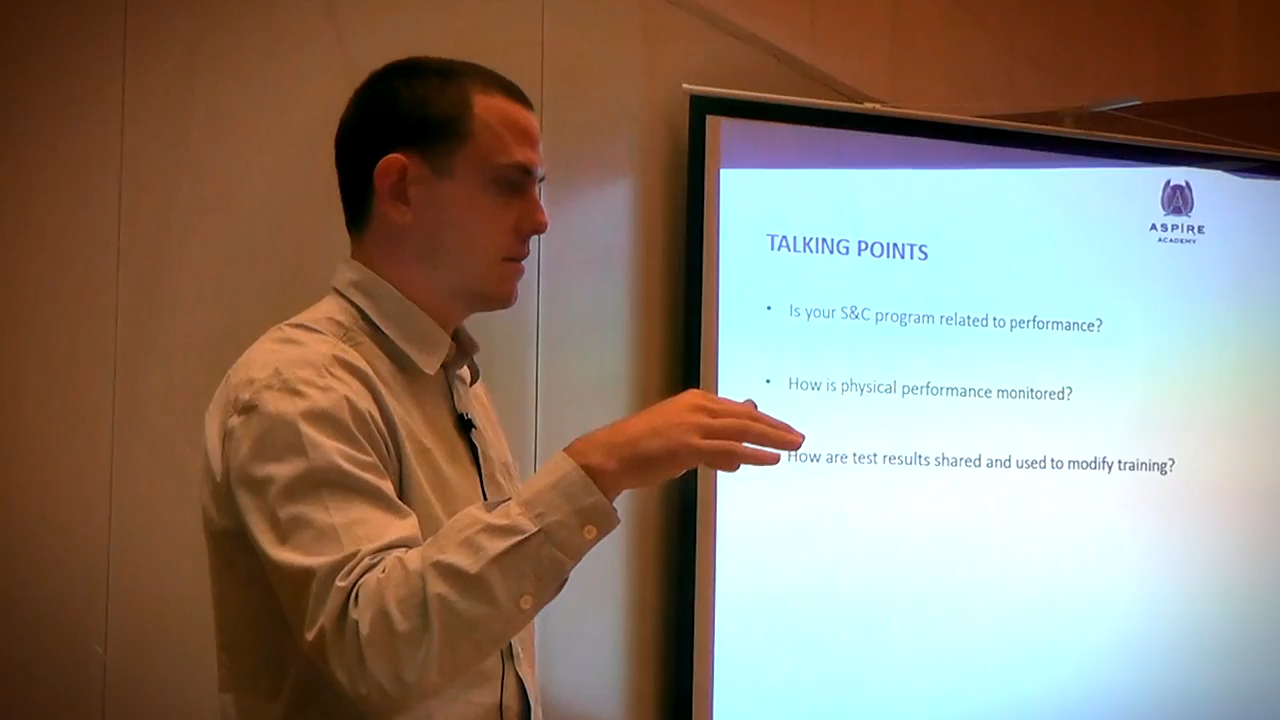 ASPIRE
ACADEMY
TALKING POINTS
• Is your S&C program related to performance?
• How is physical performance monitored?
How are test results shared and used to modify training?